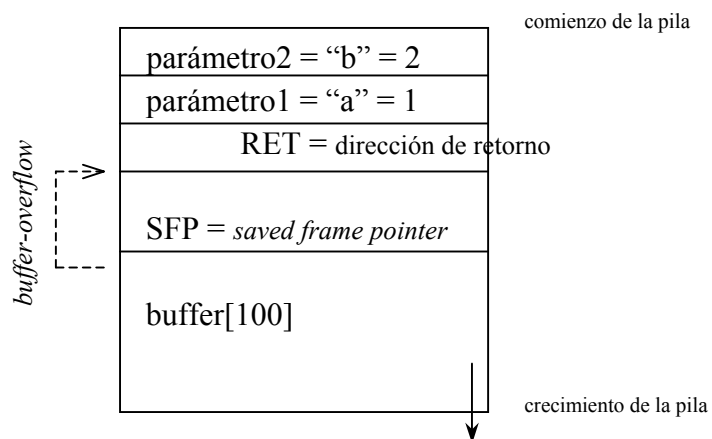 comienzo de la pila
parámetro2 = “b” = 2
parámetro1 = “a” = 1
RET = dirección de retorno
buffer-overflow
SFP = saved frame pointer
buffer[100]
crecimiento de la pila